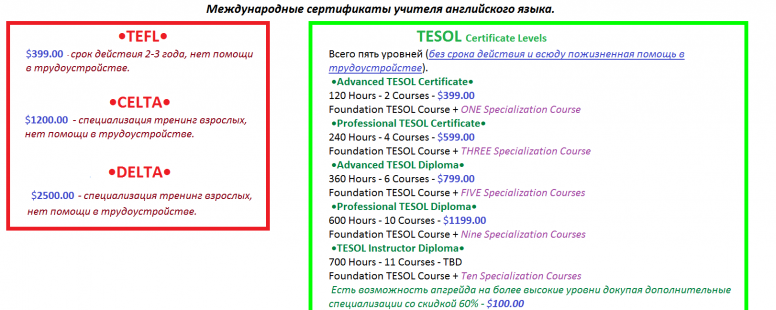 Международные сертификаты учителя английского языка.
•TEFL•
$399.00 - срок действия 2-3 года, нет помощи
в трудоустройстве.
•CELTA•
$1200.00 - специализация тренинг взрослых,
нет помощи в трудоустройстве.
•DELTA•
$2500.00 - специализация тренинг взрослых,
нет помощи в трудоустройстве.
TESOL Certificate Levels
Всего пять уровней (без срока действия и всюду пожизненная помощь в
трудоустройстве).
•Advanced TESOL Certificate•
120 Hours - 2 Courses - $399.00
Foundation TESOL Course + ONE Specialization Course
•Professional TESOL Certificate•
240 Hours - 4 Courses - $599.00
Foundation TESOL Course + THREE Specialization Course
•Advanced TESOL Diploma•
360 Hours - 6 Courses - $799.00
Foundation TESOL Course + FIVE Specialization Courses
•Professional TESOL Diploma•
600 Hours - 10 Courses - $1199.00
Foundation TESOL Course + Nine Specialization Courses
•TESOL Instructor Diploma•
700 Hours - 11 Courses - TBD
Foundation TESOL Course + Ten Specialization Courses
Есть возможность апгрейда на более высокие уровни докупая дополнительные
специализации со скидкой 60% - $100.00